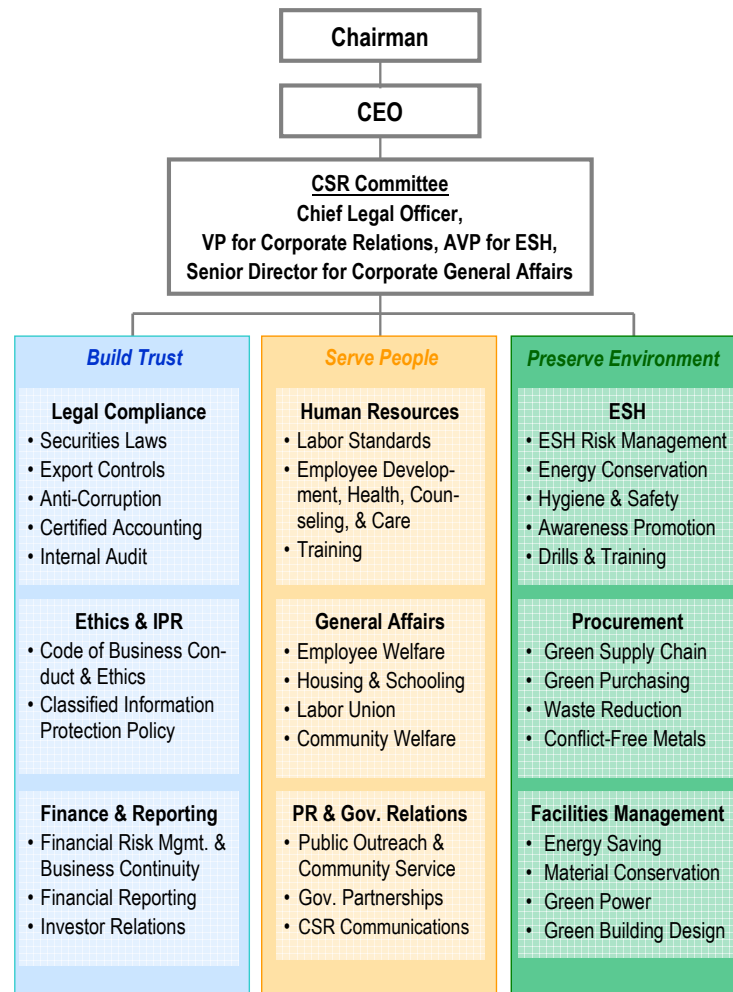 Chairman
CEO
CSR Committee
Chief Legal Officer,
VP for Corporate Relations, AVP for ESH,
Senior Director for Corporate General Affairs
Build Trust
Legal Compliance
• Securities Laws
• Export Controls
• Anti-Corruption
• Certified Accounting
• Internal Audit
Ethics & IPR
• Code of Business Con-
duct & Ethics
• Classified Information
Protection Policy
Finance & Reporting
• Financial Risk Mgmt. &
Business Continuity
• Financial Reporting
• Investor Relations
Serve People
Human Resources
• Labor Standards
• Employee Develop-
ment, Health, Coun-
seling, & Care
• Training
General Affairs
• Employee Welfare
• Housing & Schooling
• Labor Union
• Community Welfare
PR & Gov. Relations
• Public Outreach &
Community Service
• Gov. Partnerships
• CSR Communications
Preserve Environment
ESH
• ESH Risk Management
• Energy Conservation
• Hygiene & Safety
• Awareness Promotion
• Drills & Training
Procurement
• Green Supply Chain
• Green Purchasing
• Waste Reduction
• Conflict-Free Metals
Facilities Management
• Energy Saving
• Material Conservation
• Green Power
• Green Building Design